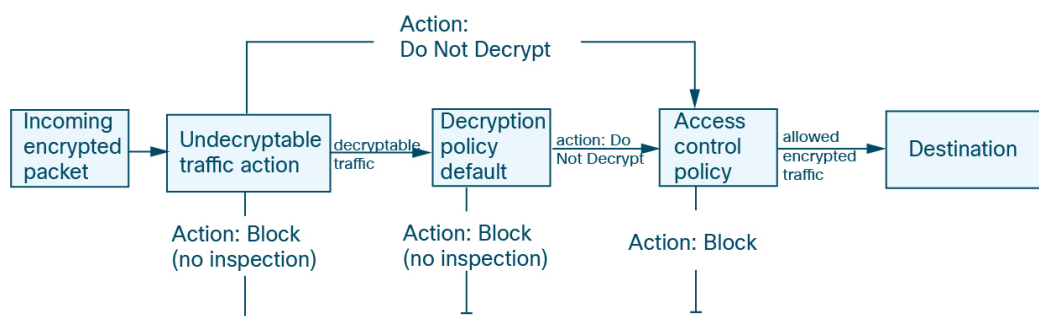 Action:
Do Not Decrypt
Incoming
encrypted
packet
Undecryptable
traffic action
decryptable
traffic
Decryption
policy
default
action: Do
Not Decrypt
Access
control
policy
allowed
encrypted
traffic
Destination
Action: Block
(no inspection)
Action: Block
(no inspection)
Action: Block